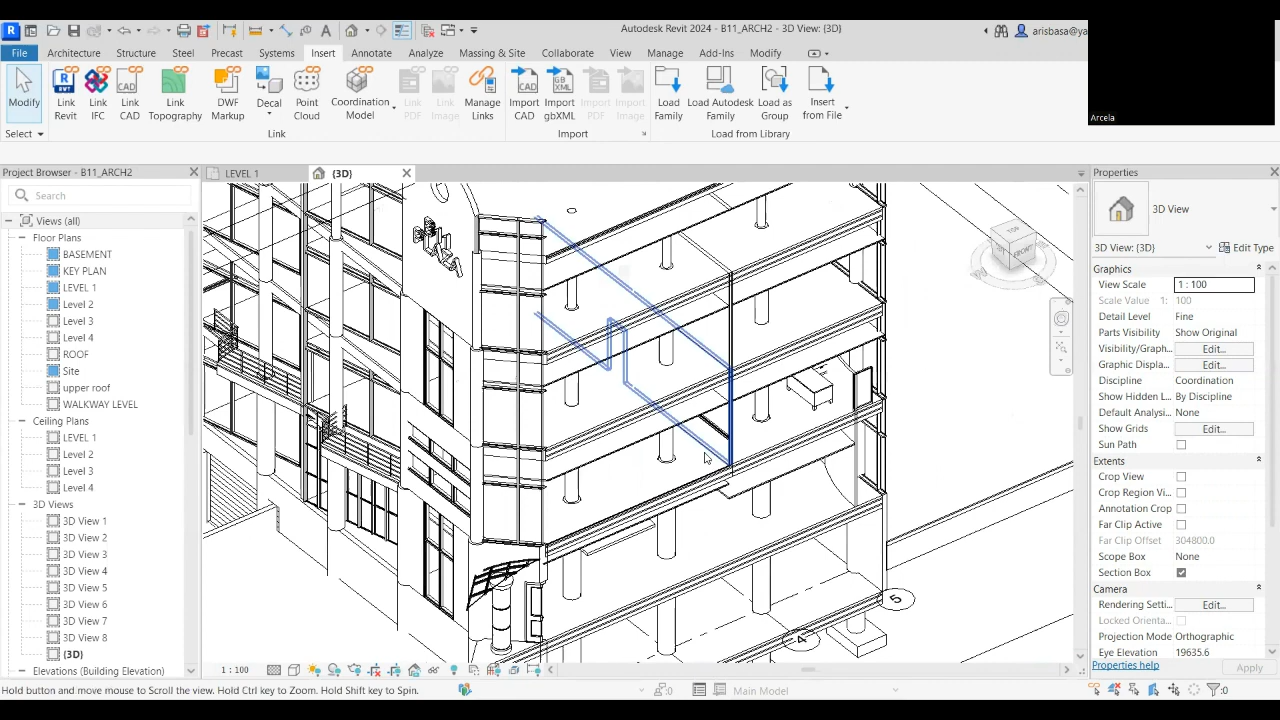 Autodesk Revit 2024 - B11_ARCH2 - 3D View: {3D}
arisbasa@ya
File Architecture Structure Steel Precast Systems Insert Annotate Analyze Massing & Site Collaborate View Manage Add-Ins Modify
Modify
Link Revit
Link IFC
Link CAD
Link Topography
DWF Markup
Decal
Point Cloud
Coordination Model
Link PDF
Link Image
Manage Links
Import CAD
Import gbXML
Import PDF
Import Image
Load Family
Load Autodesk Family
Load as Group
Insert from File
Arcela
Select Link Import Load from Library
Project Browser - B11_ARCH2
Search
Views (all)
Floor Plans
BASEMENT
KEY PLAN
LEVEL 1
Level 2
Level 3
Level 4
ROOF
Site
upper roof
WALKWAY LEVEL
Ceiling Plans
LEVEL 1
Level 2
Level 3
Level 4
3D Views
3D View 1
3D View 2
3D View 3
3D View 4
3D View 5
3D View 6
3D View 7
3D View 8
{3D}
Elevations (Building Elevation)
LEVEL 1 {3D}
TOP
FRONT
W
S
5
A
Properties
3D View
3D View: {3D} Edit Type
Graphics
View Scale 1 : 100
Scale Value 1: 100
Detail Level Fine
Parts Visibility Show Original
Visibility/Graph... Edit...
Graphic Displa... Edit...
Discipline Coordination
Show Hidden L... By Discipline
Default Analysi... None
Show Grids Edit...
Sun Path
Extents
Crop View
Crop Region Vi...
Annotation Crop
Far Clip Active
Far Clip Offset 304800.0
Scope Box None
Section Box
Camera
Rendering Setti... Edit...
Locked Orienta...
Projection Mode Orthographic
Eye Elevation 19635.6
Properties help Apply
1 : 100
Hold button and move mouse to Scroll the view. Hold Ctrl key to Zoom. Hold Shift key to Spin.
:0
Main Model
:0